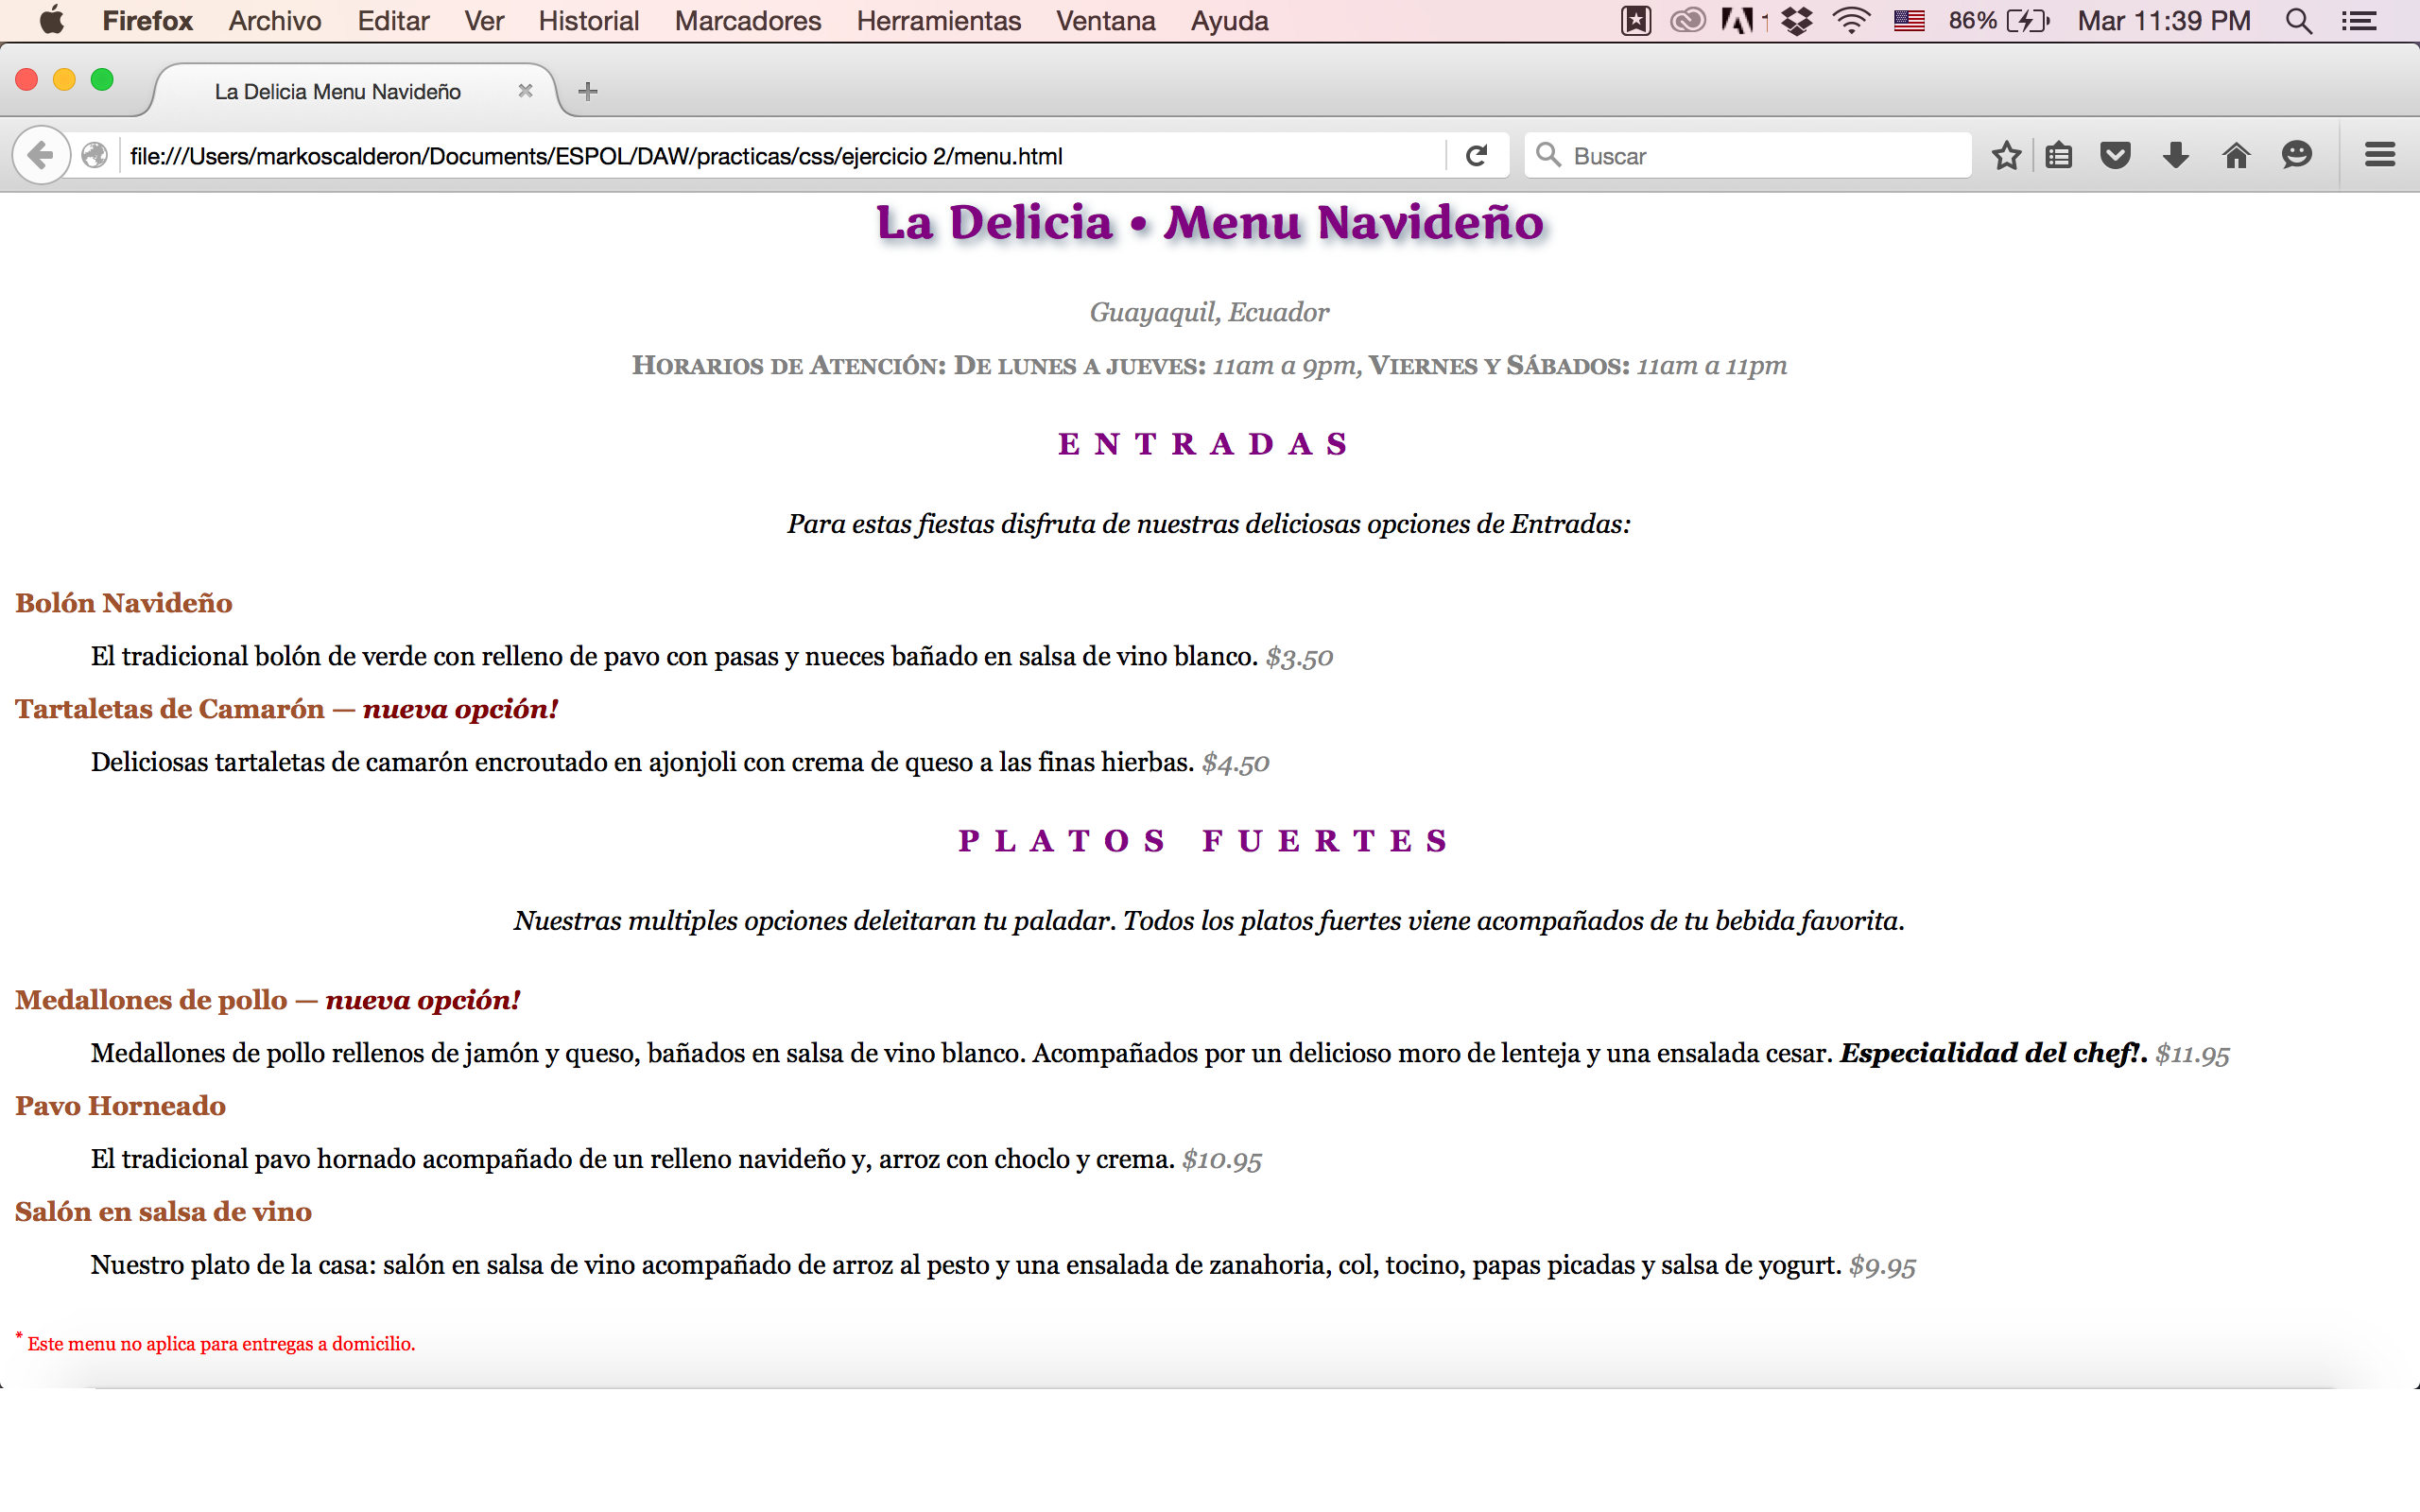 Firefox Archivo Editar Ver Historial Marcadores Herramientas Ventana Ayuda 86% Mar 11:39 PM
La Delicia Menu Navideño
file:///Users/markoscalderon/Documents/ESPOL/DAW/practicas/css/ejercicio 2/menu.html Buscar
La Delicia • Menu Navideño
Guayaquil, Ecuador
Horarios de Atención: De lunes a jueves: 11am a 9pm, Viernes y Sábados: 11am a 11pm
ENTRADAS
Para estas fiestas disfruta de nuestras deliciosas opciones de Entradas:
Bolón Navideño
El tradicional bolón de verde con relleno de pavo con pasas y nueces bañado en salsa de vino blanco. $3.50
Tartaletas de Camarón — nueva opción!
Deliciosas tartaletas de camarón encroutado en ajonjoli con crema de queso a las finas hierbas. $4.50
PLATOS FUERTES
Nuestras multiples opciones deleitaran tu paladar. Todos los platos fuertes viene acompañados de tu bebida favorita.
Medallones de pollo — nueva opción!
Medallones de pollo rellenos de jamón y queso, bañados en salsa de vino blanco. Acompañados por un delicioso moro de lenteja y una ensalada cesar. Especialidad del chef!. $11.95
Pavo Horneado
El tradicional pavo hornado acompañado de un relleno navideño y, arroz con choclo y crema. $10.95
Salón en salsa de vino
Nuestro plato de la casa: salón en salsa de vino acompañado de arroz al pesto y una ensalada de zanahoria, col, tocino, papas picadas y salsa de yogurt. $9.95
* Este menu no aplica para entregas a domicilio.